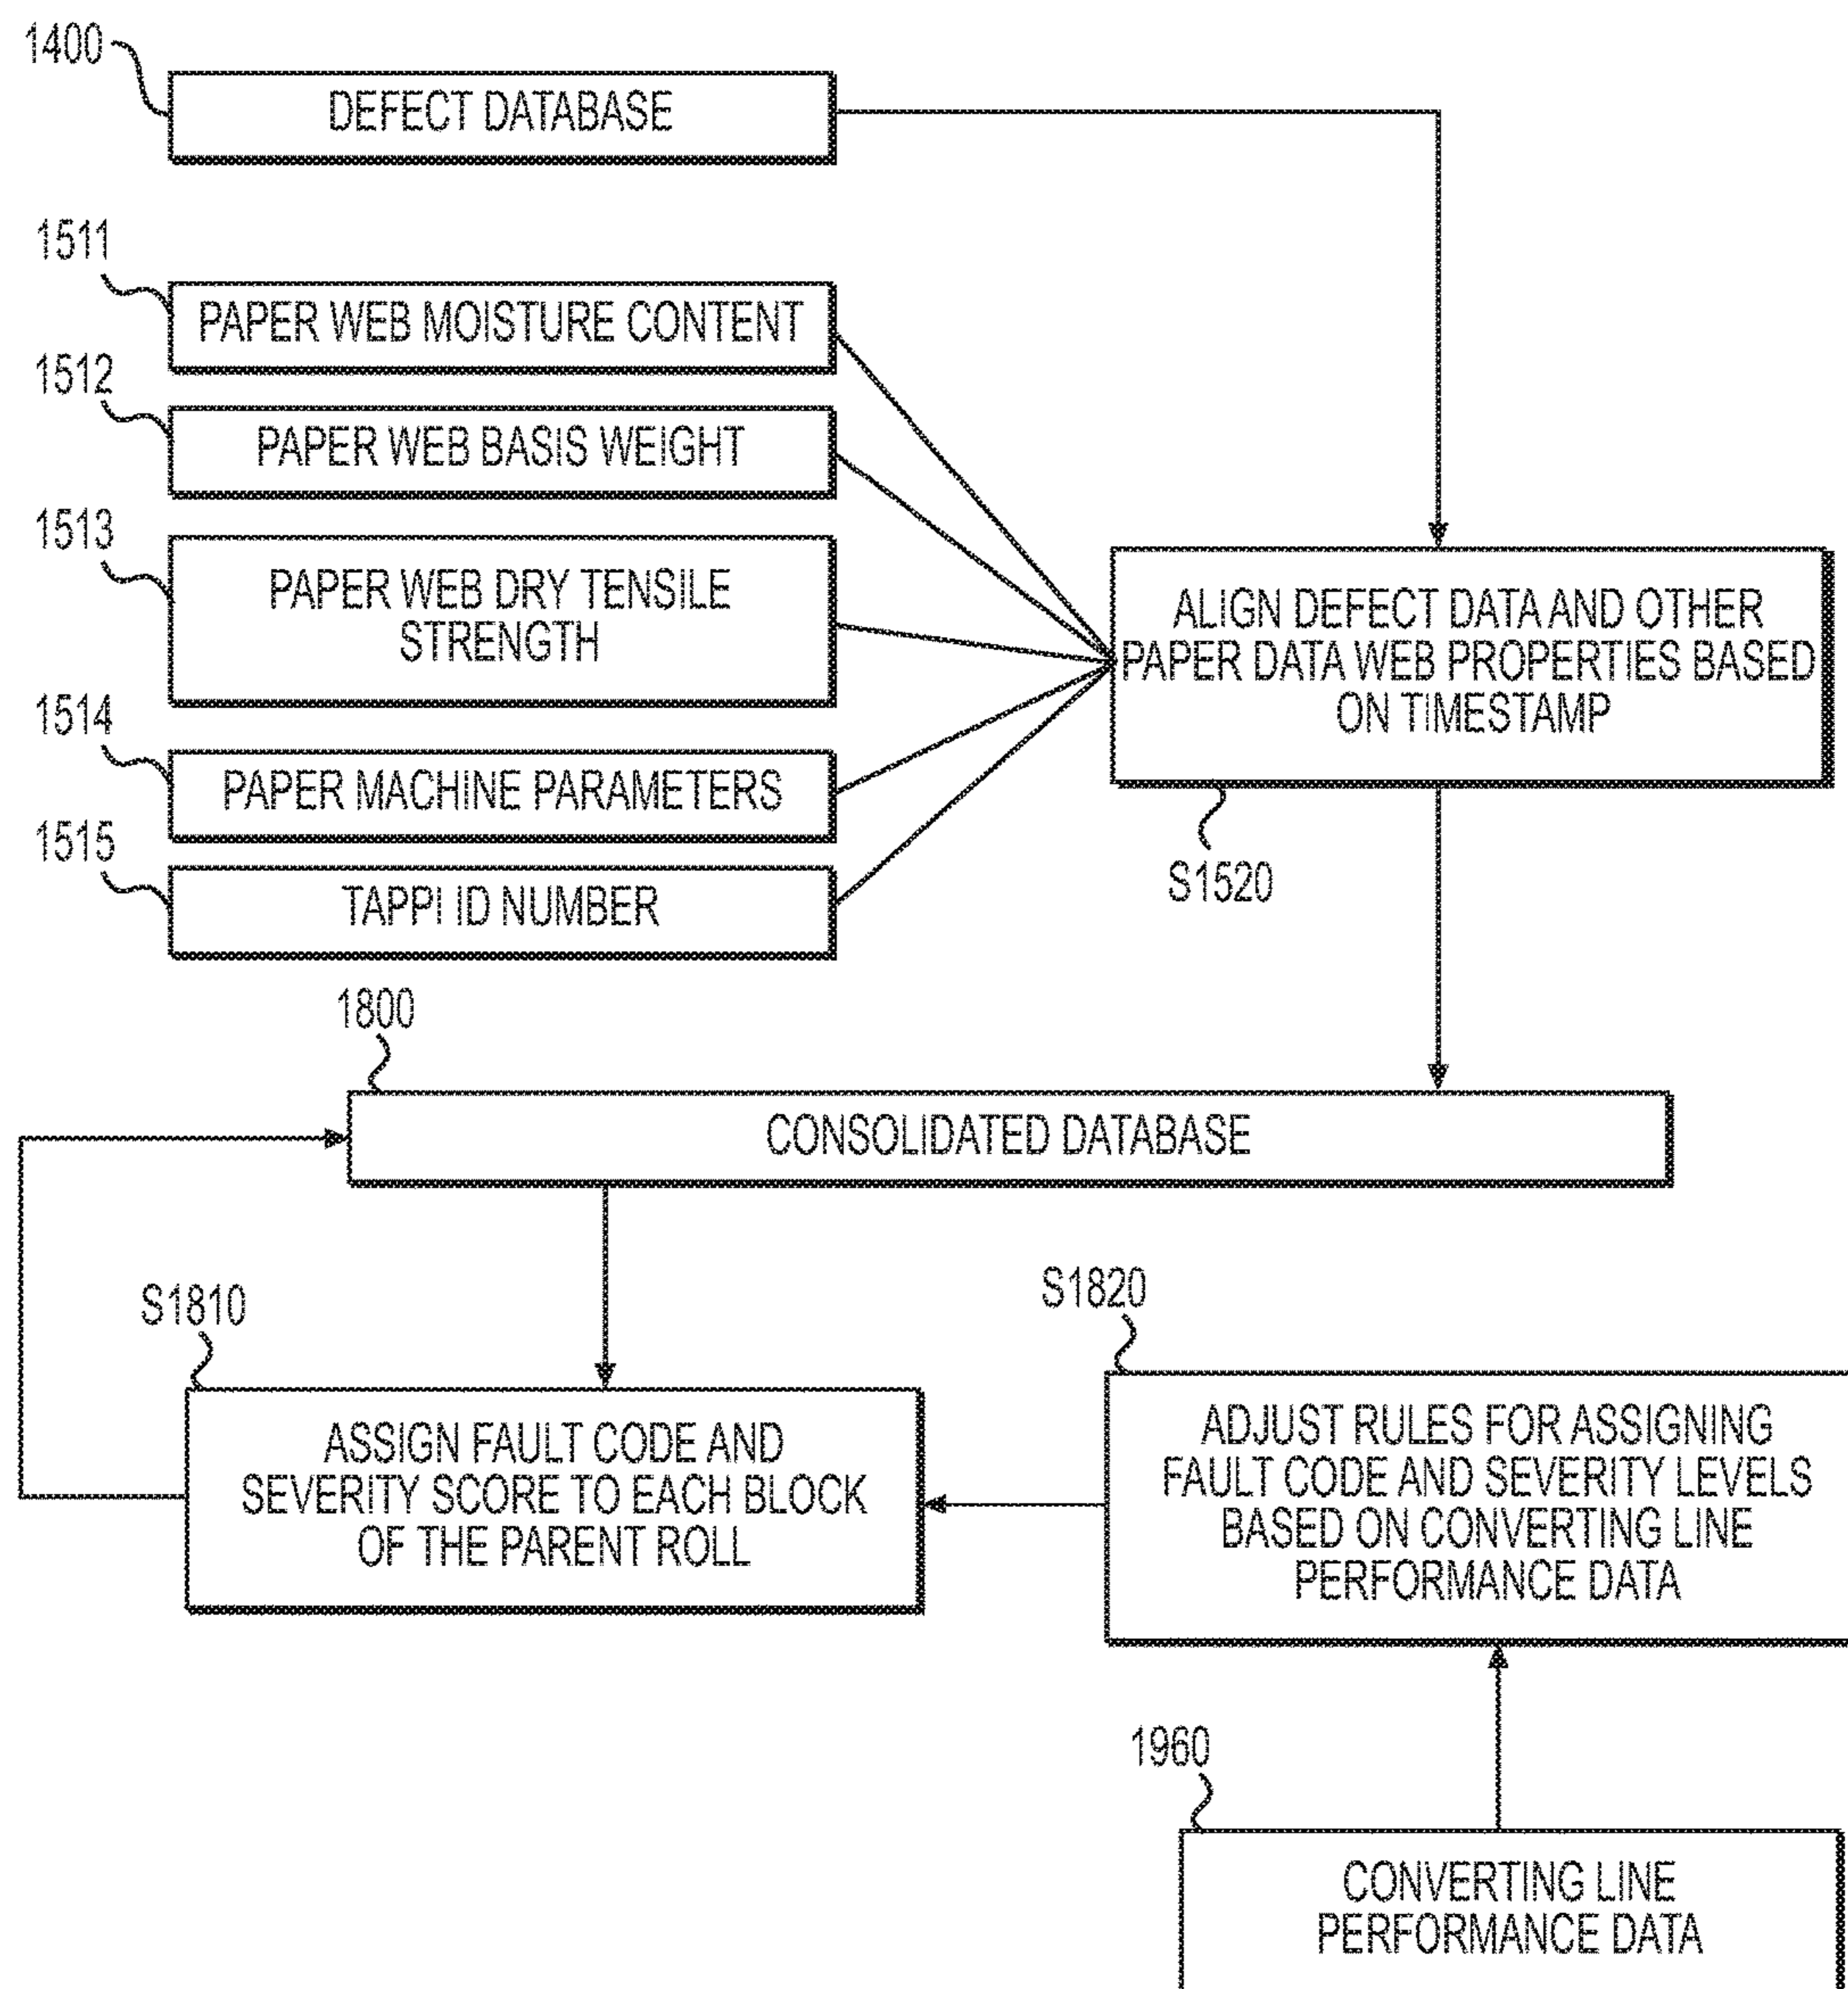 1400
DEFECT DATABASE
1511
PAPER WEB MOISTURE CONTENT
1512
PAPER WEB BASIS WEIGHT
1513
PAPER WEB DRY TENSILE
STRENGTH
1514
PAPER MACHINE PARAMETERS
1515
TAPPI ID NUMBER
ALIGN DEFECT DATA AND OTHER
PAPER DATA WEB PROPERTIES BASED
ON TIMESTAMP
S1520
1800
CONSOLIDATED DATABASE
S1810
ASSIGN FAULT CODE AND
SEVERITY SCORE TO EACH BLOCK
OF THE PARENT ROLL
S1820
ADJUST RULES FOR ASSIGNING
FAULT CODE AND SEVERITY LEVELS
BASED ON CONVERTING LINE
PERFORMANCE DATA
1960
CONVERTING LINE
PERFORMANCE DATA